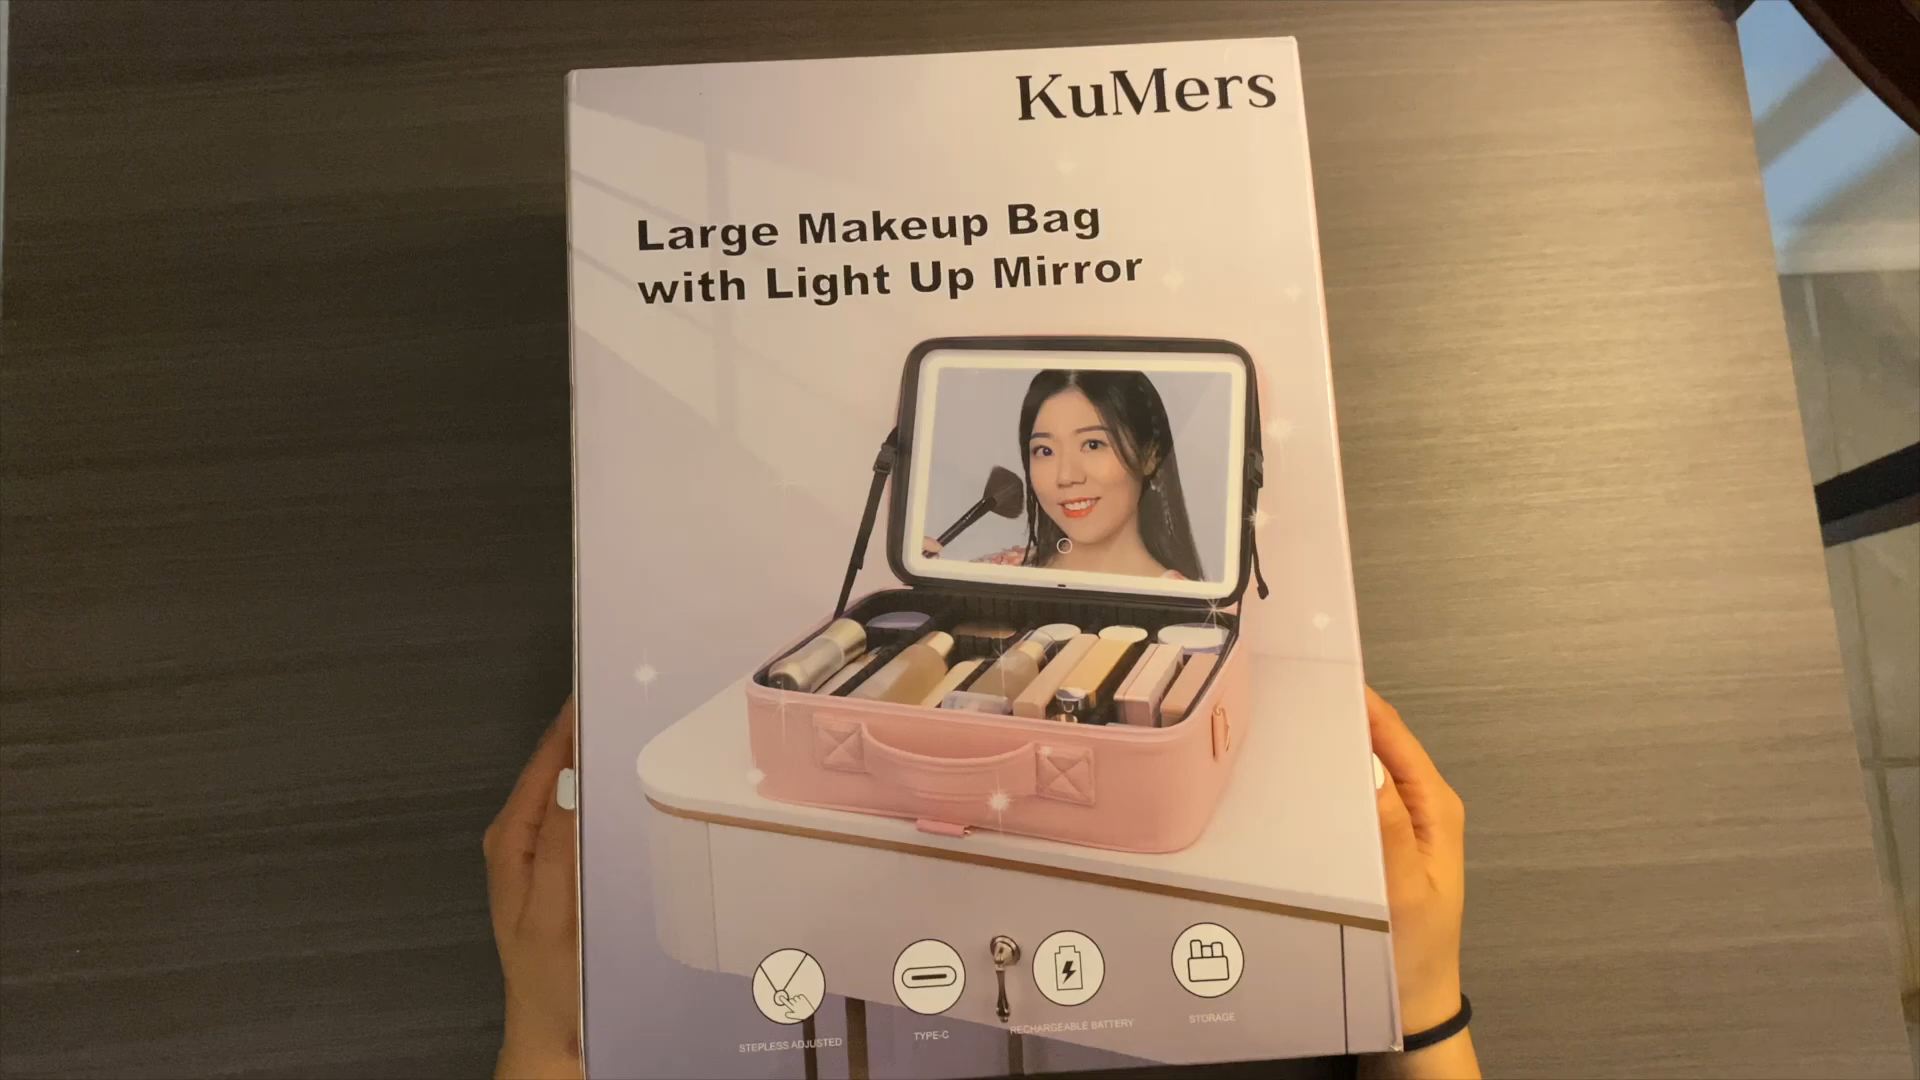 KuMers
Large Makeup Bag
with Light Up Mirror
STEPLESS ADJUSTED
TYPE-C
RECHARGEABLE BATTERY
STORAGE